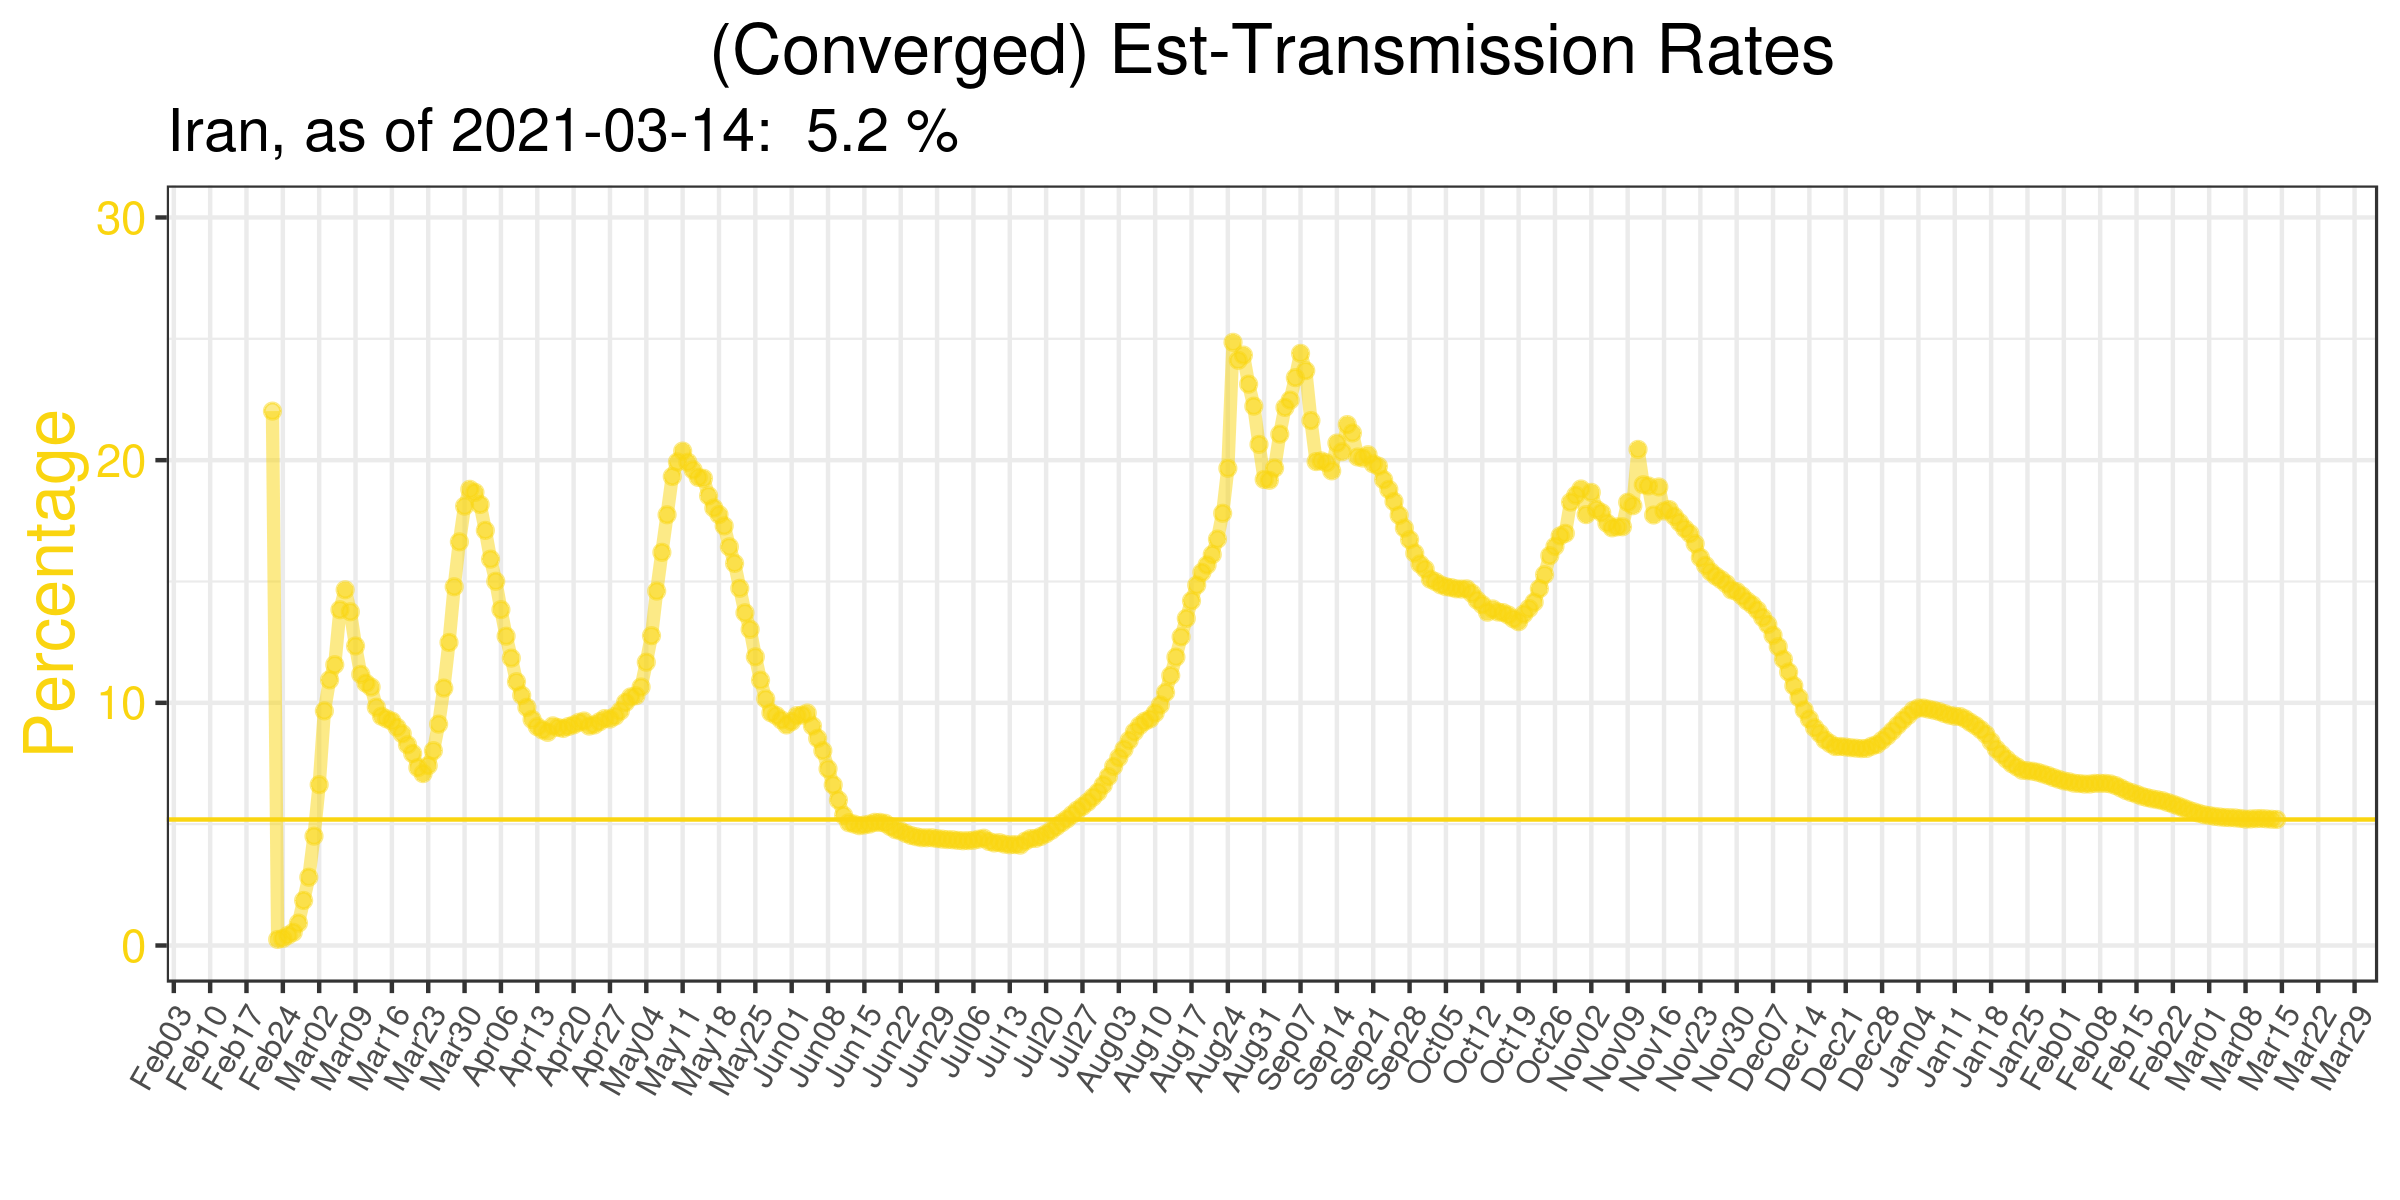 (Converged) Est-Transmission Rates
Iran, as of 2021-03-14:  5.2 %
Percentage
30
20
10
0
Feb03
Feb10
Feb17
Feb24
Mar02
Mar09
Mar16
Mar23
Mar30
Apr06
Apr13
Apr20
Apr27
May04
May11
May18
May25
Jun01
Jun08
Jun15
Jun22
Jun29
Jul06
Jul13
Jul20
Jul27
Aug03
Aug10
Aug17
Aug24
Aug31
Sep07
Sep14
Sep21
Sep28
Oct05
Oct12
Oct19
Oct26
Nov02
Nov09
Nov16
Nov23
Nov30
Dec07
Dec14
Dec21
Dec28
Jan04
Jan11
Jan18
Jan25
Feb01
Feb08
Feb15
Feb22
Mar01
Mar08
Mar15
Mar22
Mar29